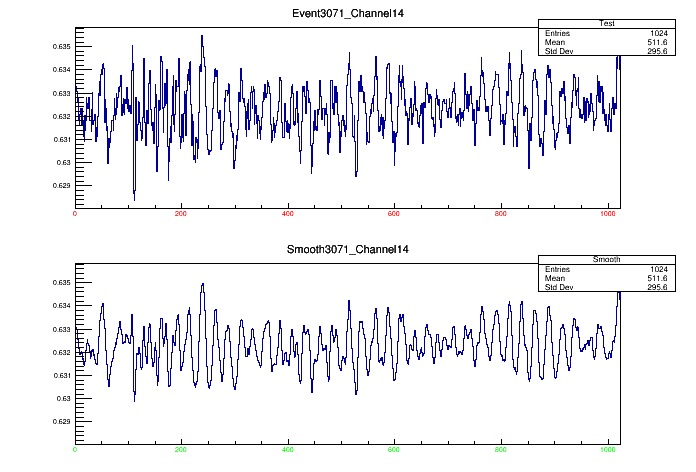 Event3071_Channel14
Test
Entries 1024
Mean 511.6
Std Dev 295.6
0.635
0.634
0.633
0.632
0.631
0.63
0.629
0 200 400 600 800 1000
Smooth3071_Channel14
Smooth
Entries 1024
Mean 511.6
Std Dev 295.6
0.635
0.634
0.633
0.632
0.631
0.63
0.629
0 200 400 600 800 1000